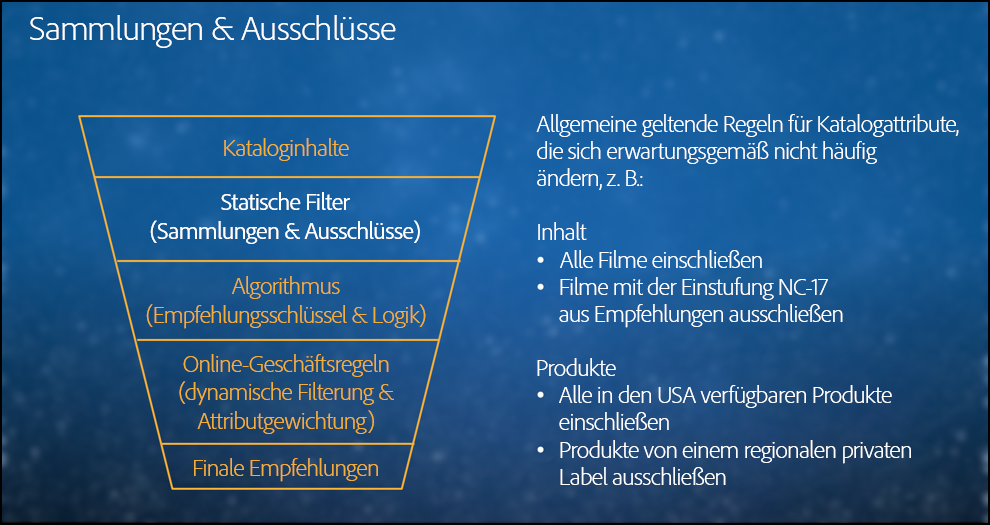 Sammlungen & Ausschlüsse
Kataloginhalte
Statische Filter
(Sammlungen & Ausschlüsse)
Algorithmus
(Empfehlungsschlüssel & Logik)
Online-Geschäftsregeln
(dynamische Filterung &
Attributgewichtung)
Finale Empfehlungen
Allgemeine geltende Regeln für Katalogattribute,
die sich erwartungsgemäß nicht häufig
ändern, z. B.:
Inhalt
• Alle Filme einschließen
• Filme mit der Einstufung NC-17
aus Empfehlungen ausschließen
Produkte
• Alle in den USA verfügbaren Produkte
einschließen
• Produkte von einem regionalen privaten
Label ausschließen